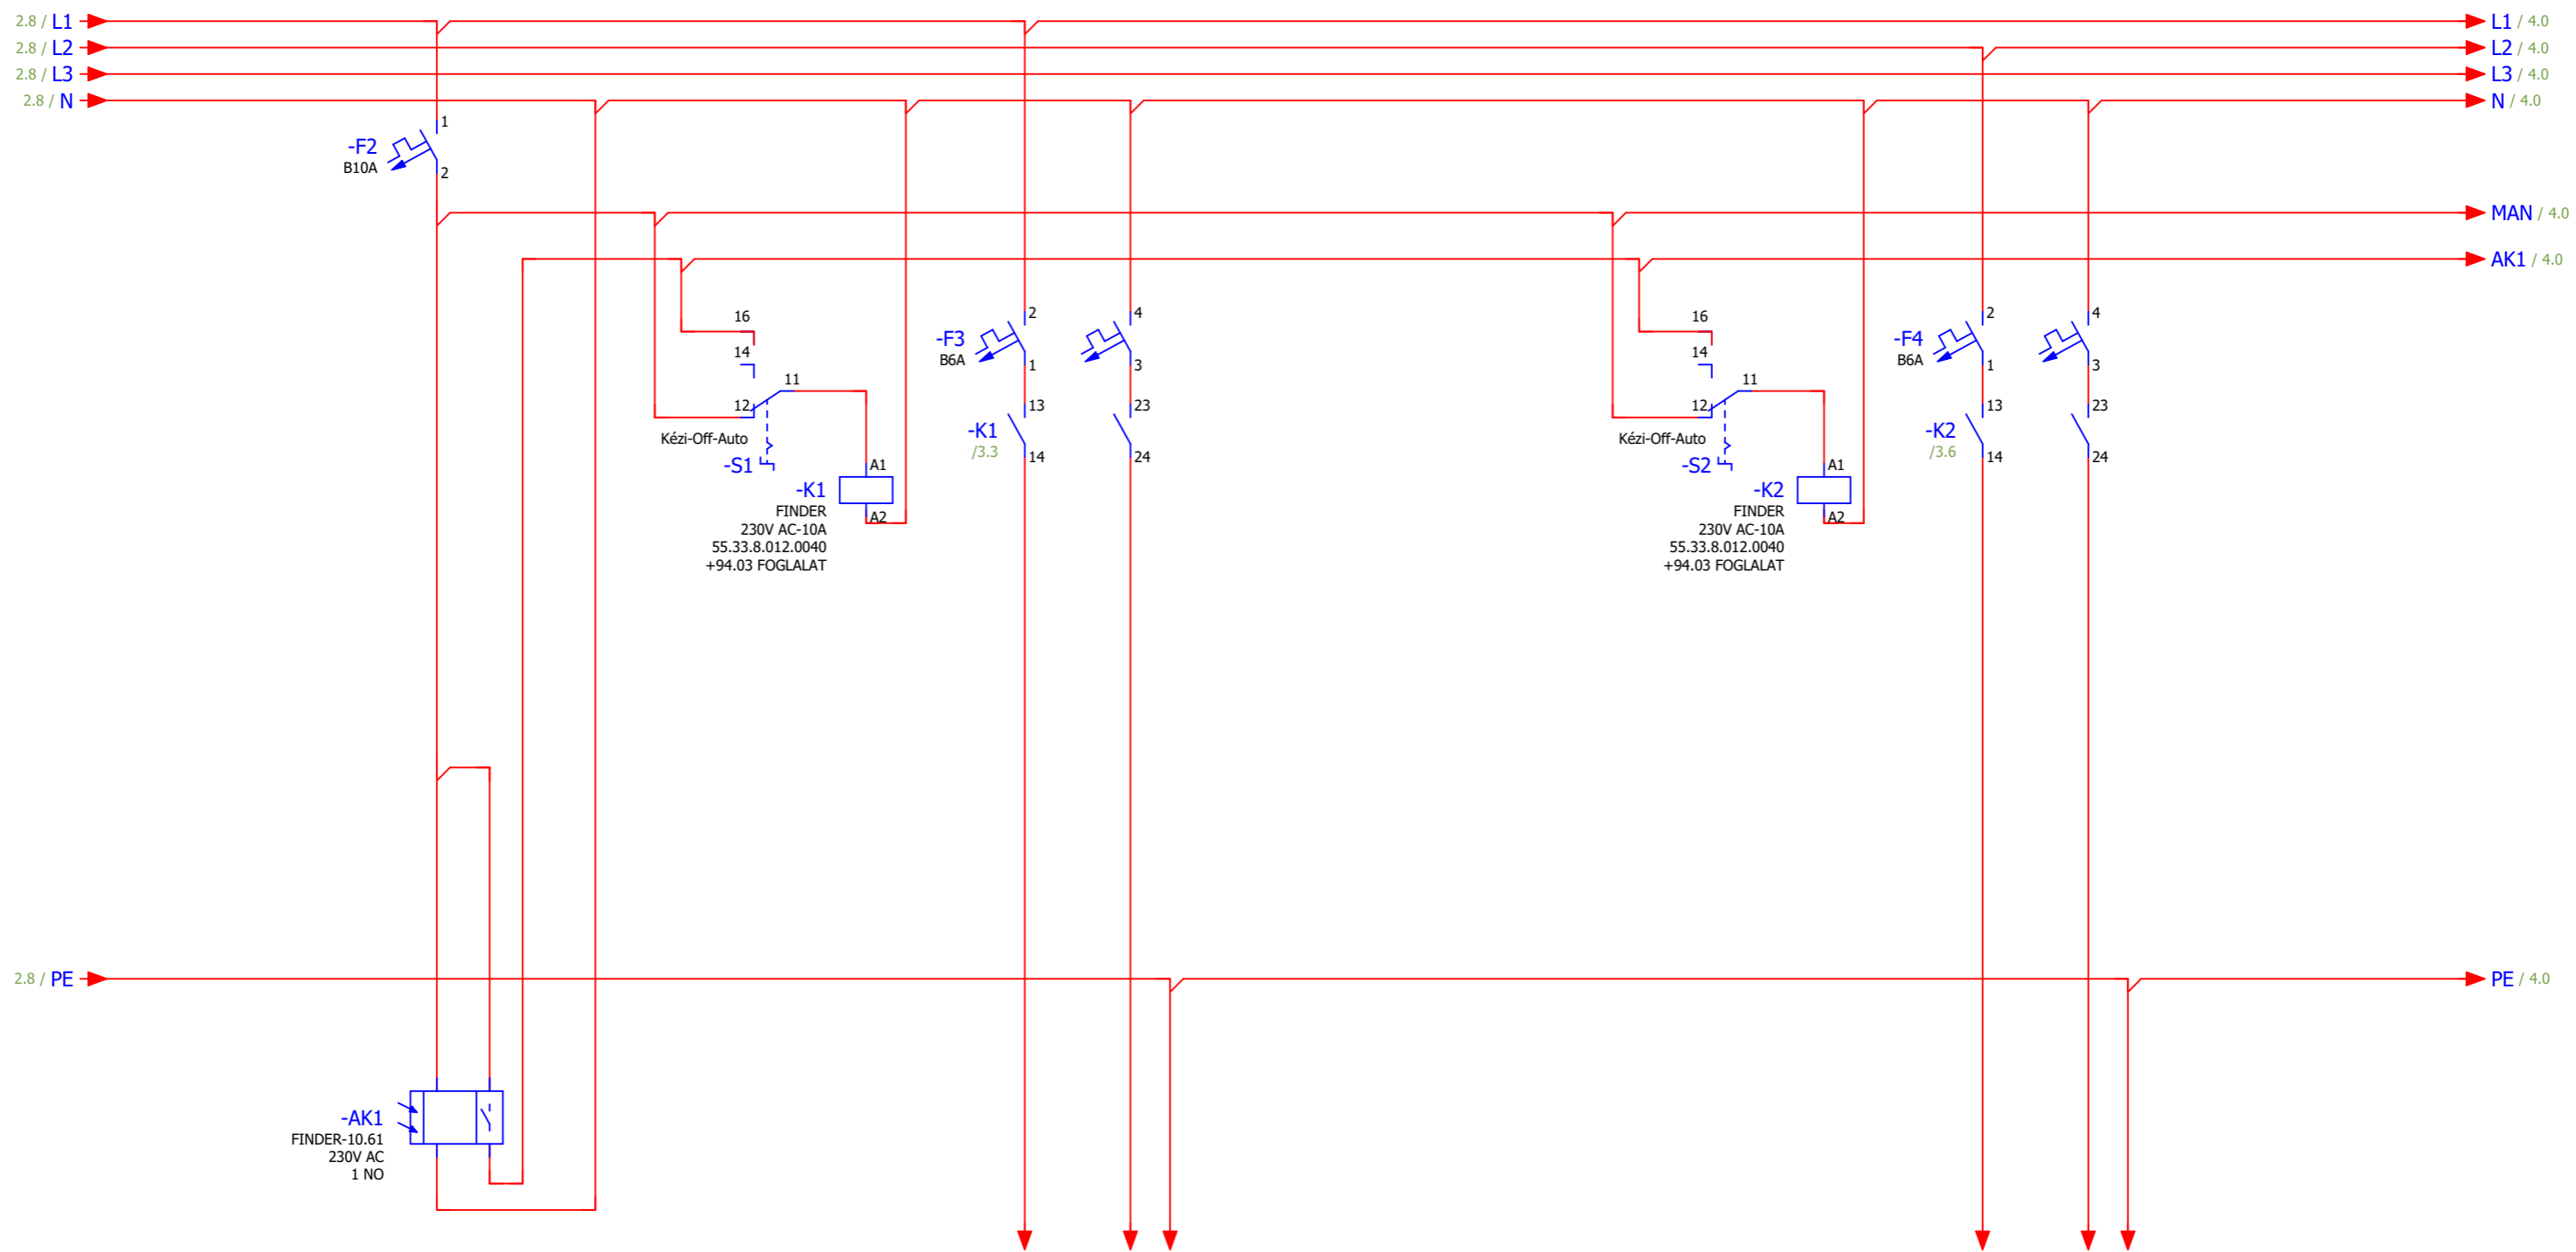 2.8 / L1
L1 / 4.0
2.8 / L2
L2 / 4.0
2.8 / L3
L3 / 4.0
2.8 / N
N / 4.0
1
-F2
B10A
2
MAN / 4.0
AK1 / 4.0
16
14
11
12
Kézi-Off-Auto
-S1
A1
-K1
A2
FINDER
230V AC-10A
55.33.8.012.0040
+94.03 FOGLALAT
2
4
-F3
B6A
1
3
13
23
-K1
/3.3
14
24
16
14
11
12
Kézi-Off-Auto
-S2
A1
-K2
A2
FINDER
230V AC-10A
55.33.8.012.0040
+94.03 FOGLALAT
2
4
-F4
B6A
1
3
13
23
-K2
/3.6
14
24
2.8 / PE
PE / 4.0
-AK1
FINDER-10.61
230V AC
1 NO